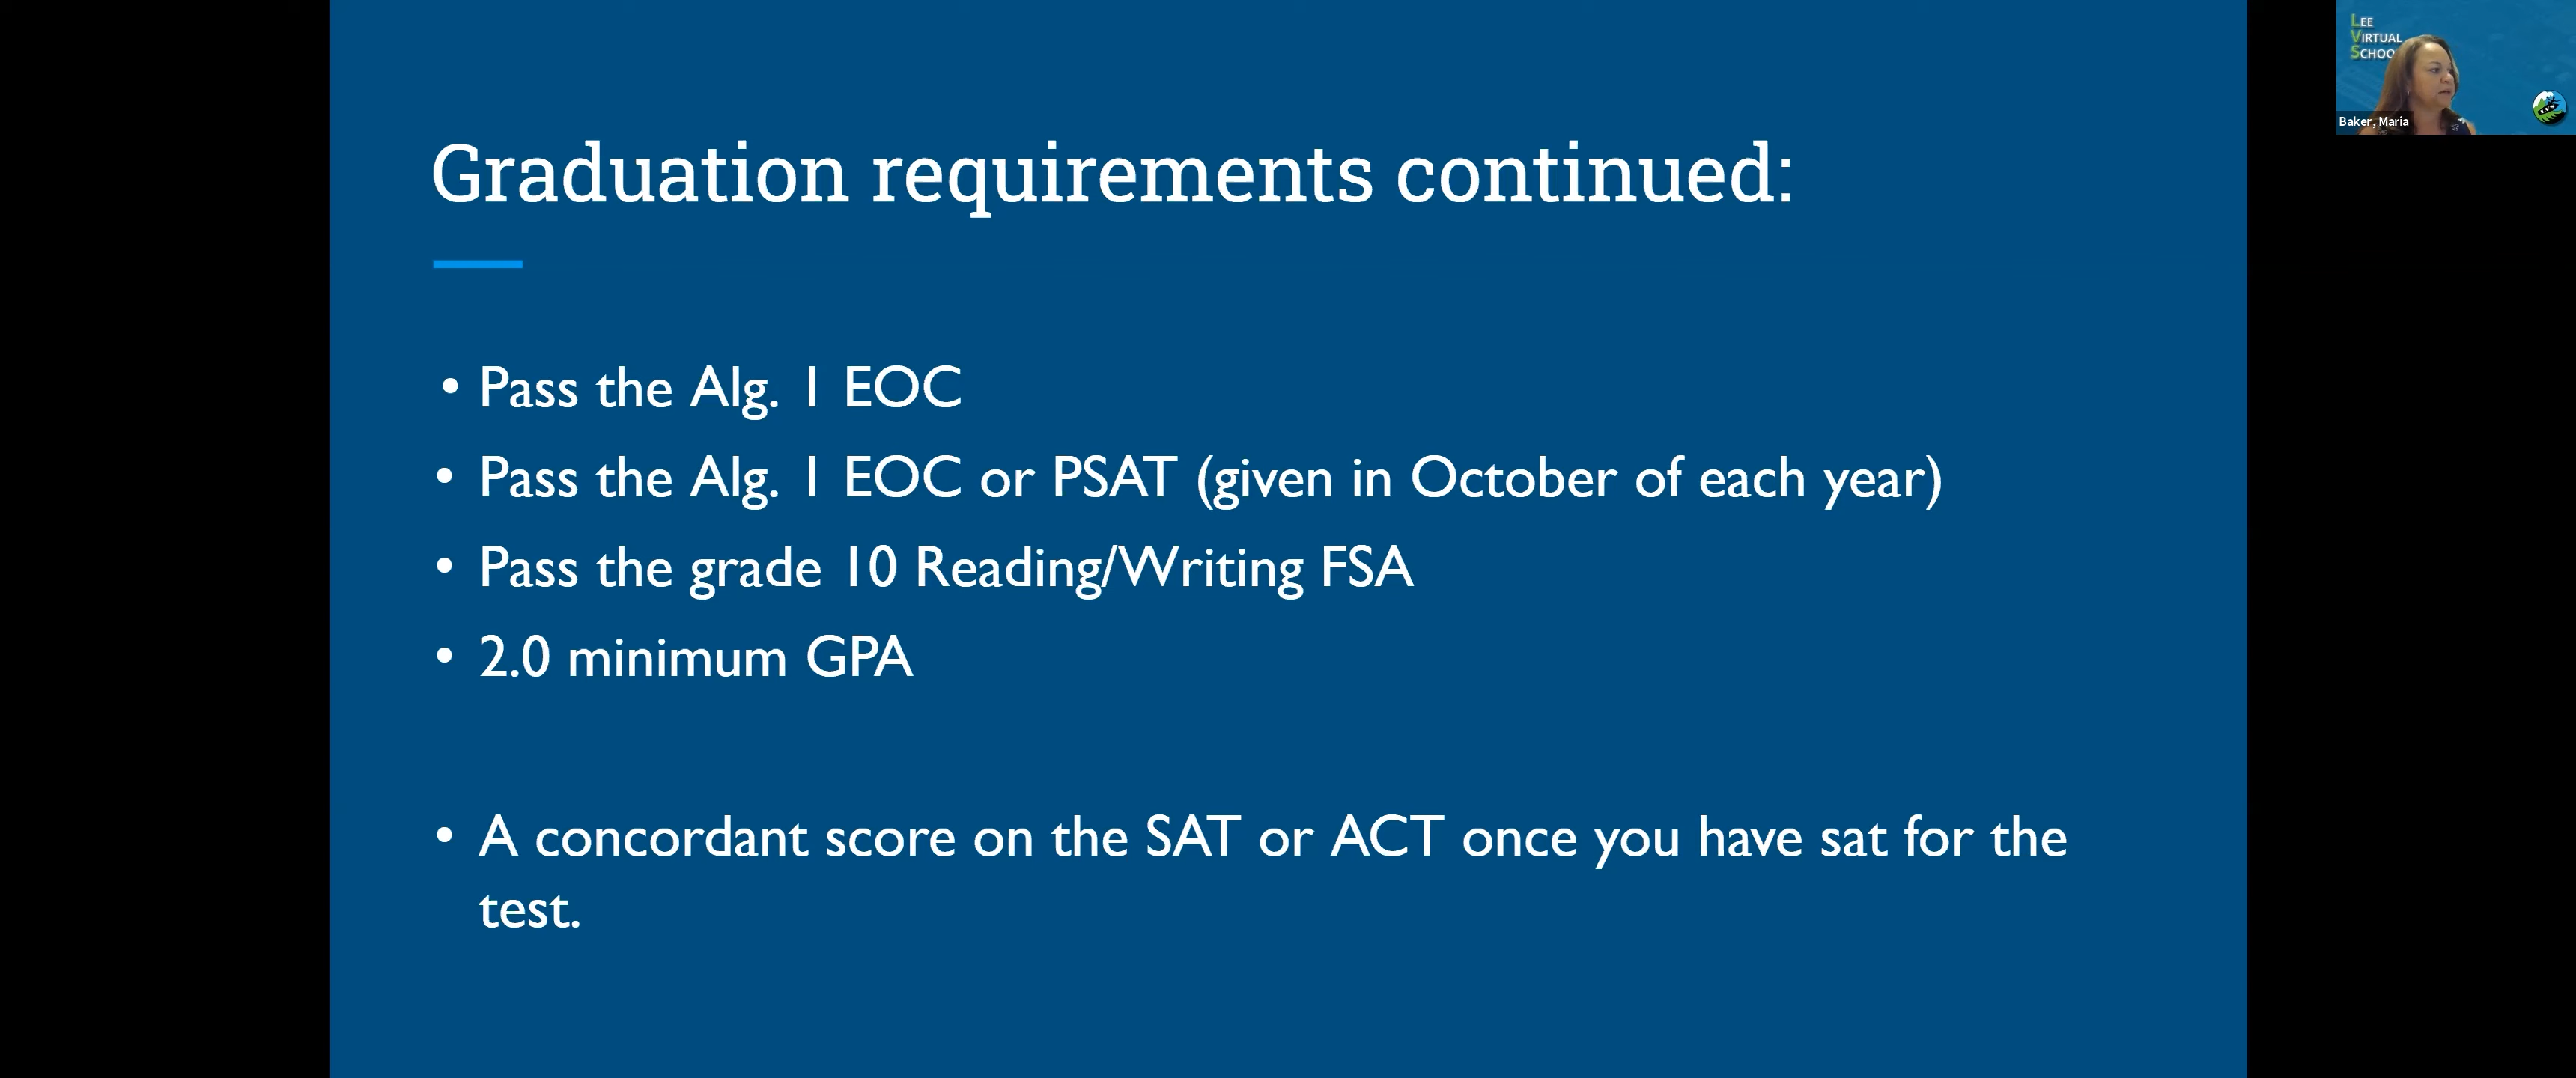 Graduation requirements continued:
• Pass the Alg. 1 EOC
• Pass the Alg. 1 EOC or PSAT (given in October of each year)
• Pass the grade 10 Reading/Writing FSA
• 2.0 minimum GPA
• A concordant score on the SAT or ACT once you have sat for the
test.
LEE
VIRTUAL
SCHOO
Baker, Maria